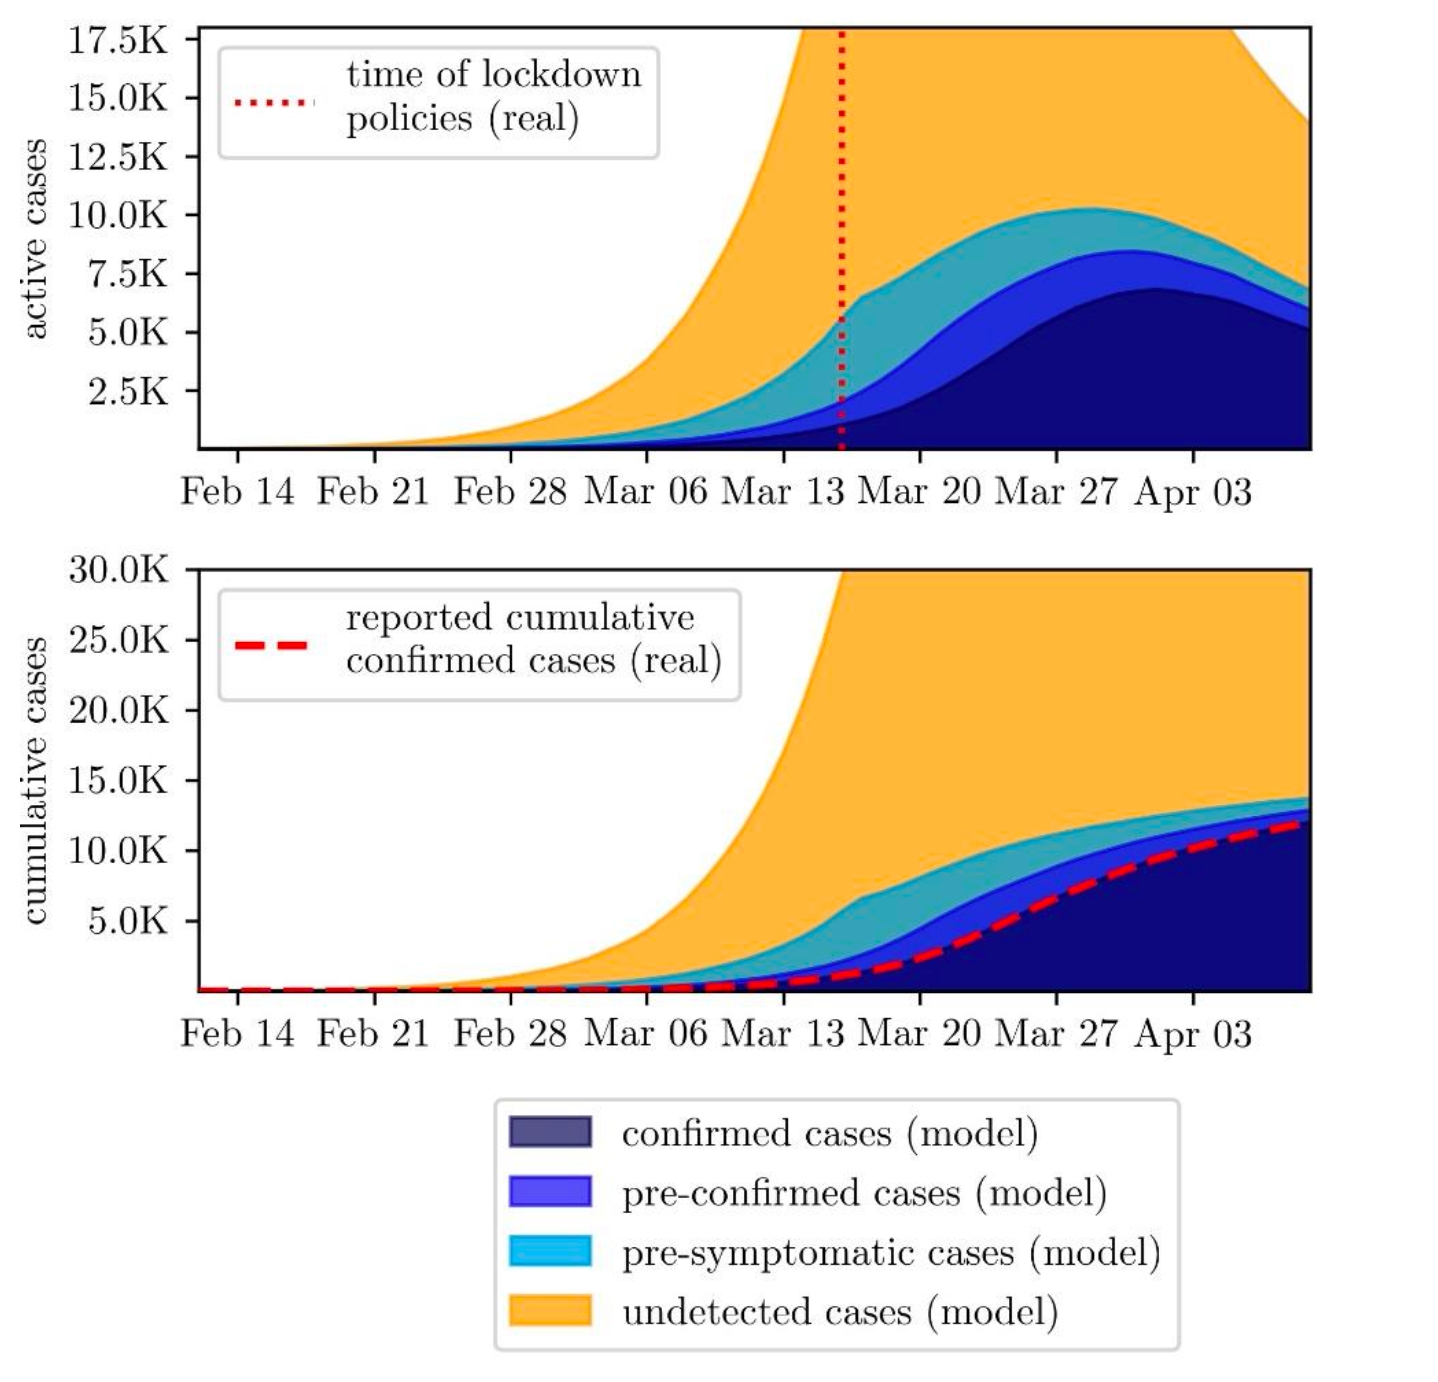 17.5K
15.0K
12.5K
10.0K
7.5K
5.0K
2.5K
active cases
time of lockdown
policies (real)
Feb 14 Feb 21 Feb 28 Mar 06 Mar 13 Mar 20 Mar 27 Apr 03
30.0K
25.0K
20.0K
15.0K
10.0K
5.0K
cumulative cases
reported cumulative
confirmed cases (real)
Feb 14 Feb 21 Feb 28 Mar 06 Mar 13 Mar 20 Mar 27 Apr 03
confirmed cases (model)
pre-confirmed cases (model)
pre-symptomatic cases (model)
undetected cases (model)